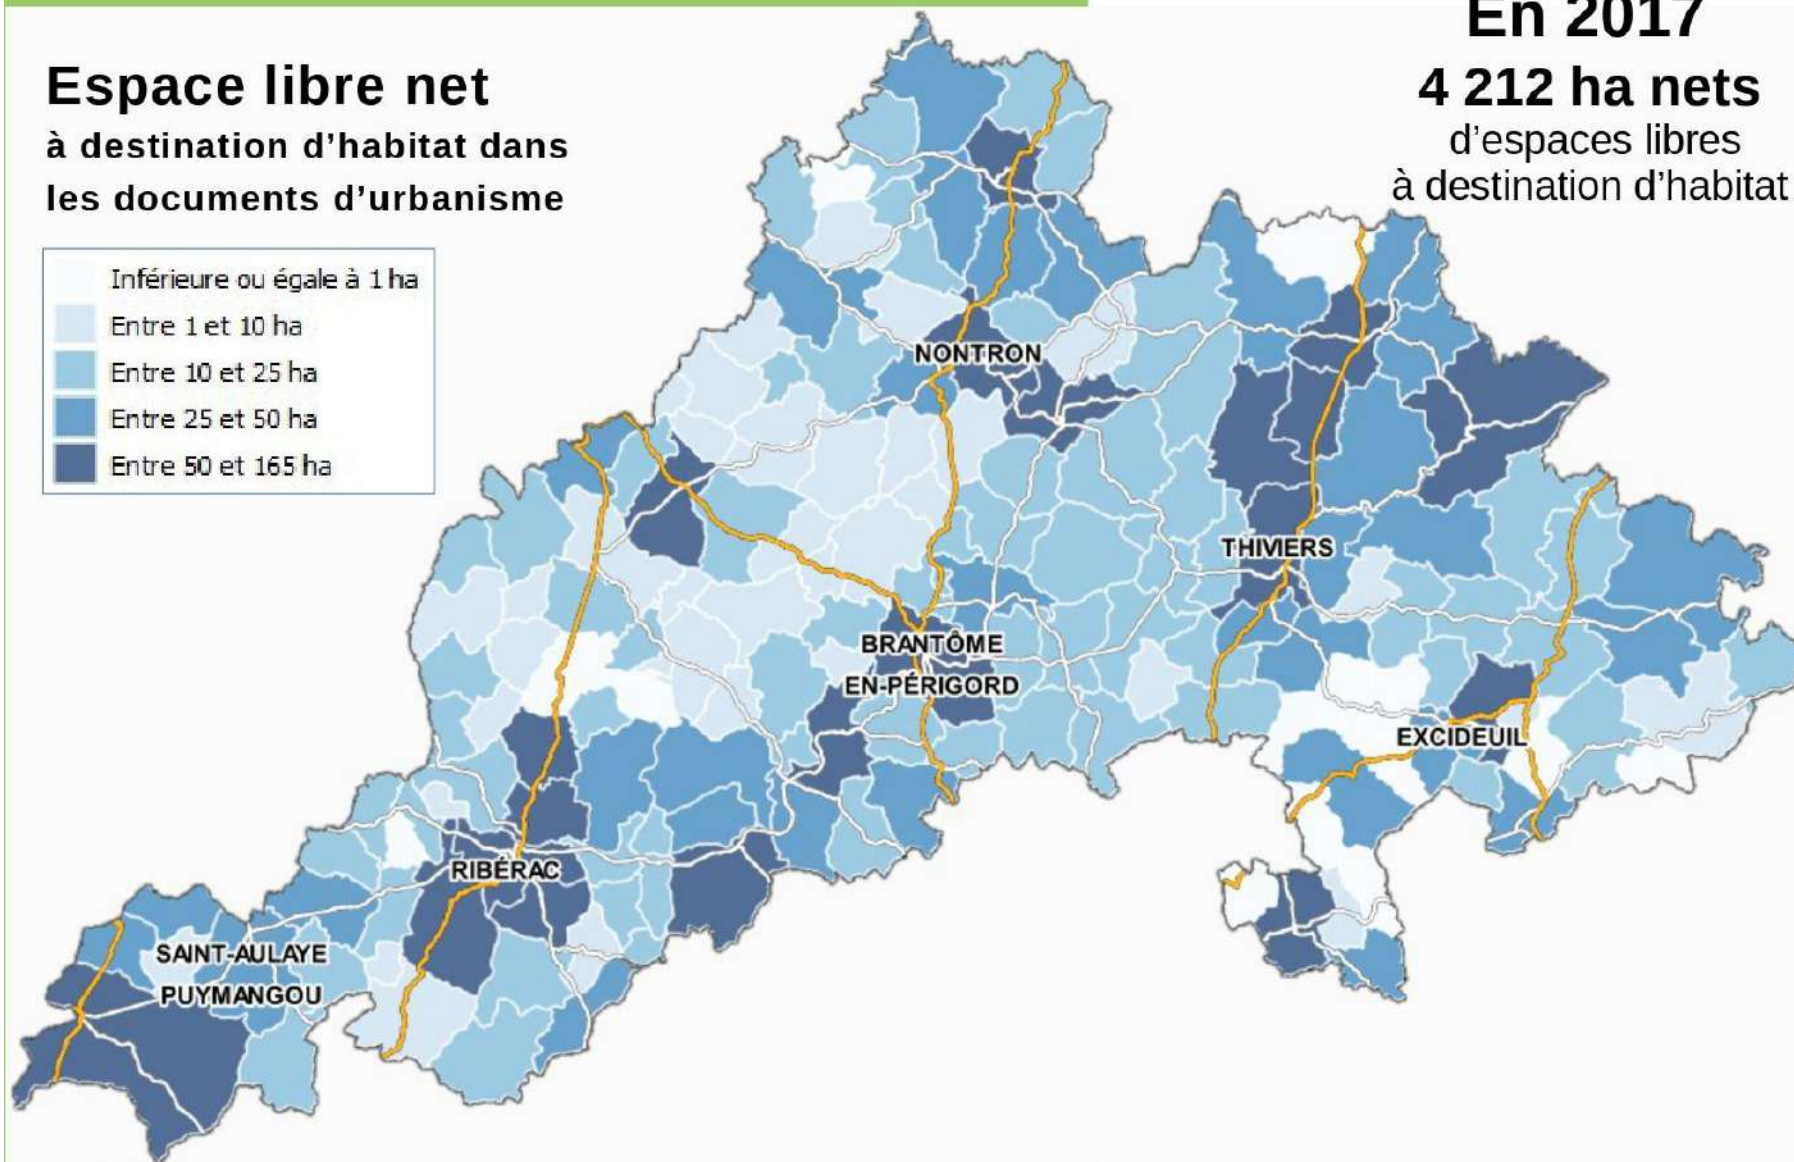 Espace libre net
à destination d'habitat dans
les documents d'urbanisme
En 2017
4 212 ha nets
d'espaces libres
à destination d'habitat
Inférieure ou égale à 1 ha
Entre 1 et 10 ha
Entre 10 et 25 ha
Entre 25 et 50 ha
Entre 50 et 165 ha
NONTRON
THIVIERS
BRANTÔME
EN-PÉRIGORD
EXCIDEUIL
RIBÉRAC
SAINT-AULAYE
PUYMANGOU